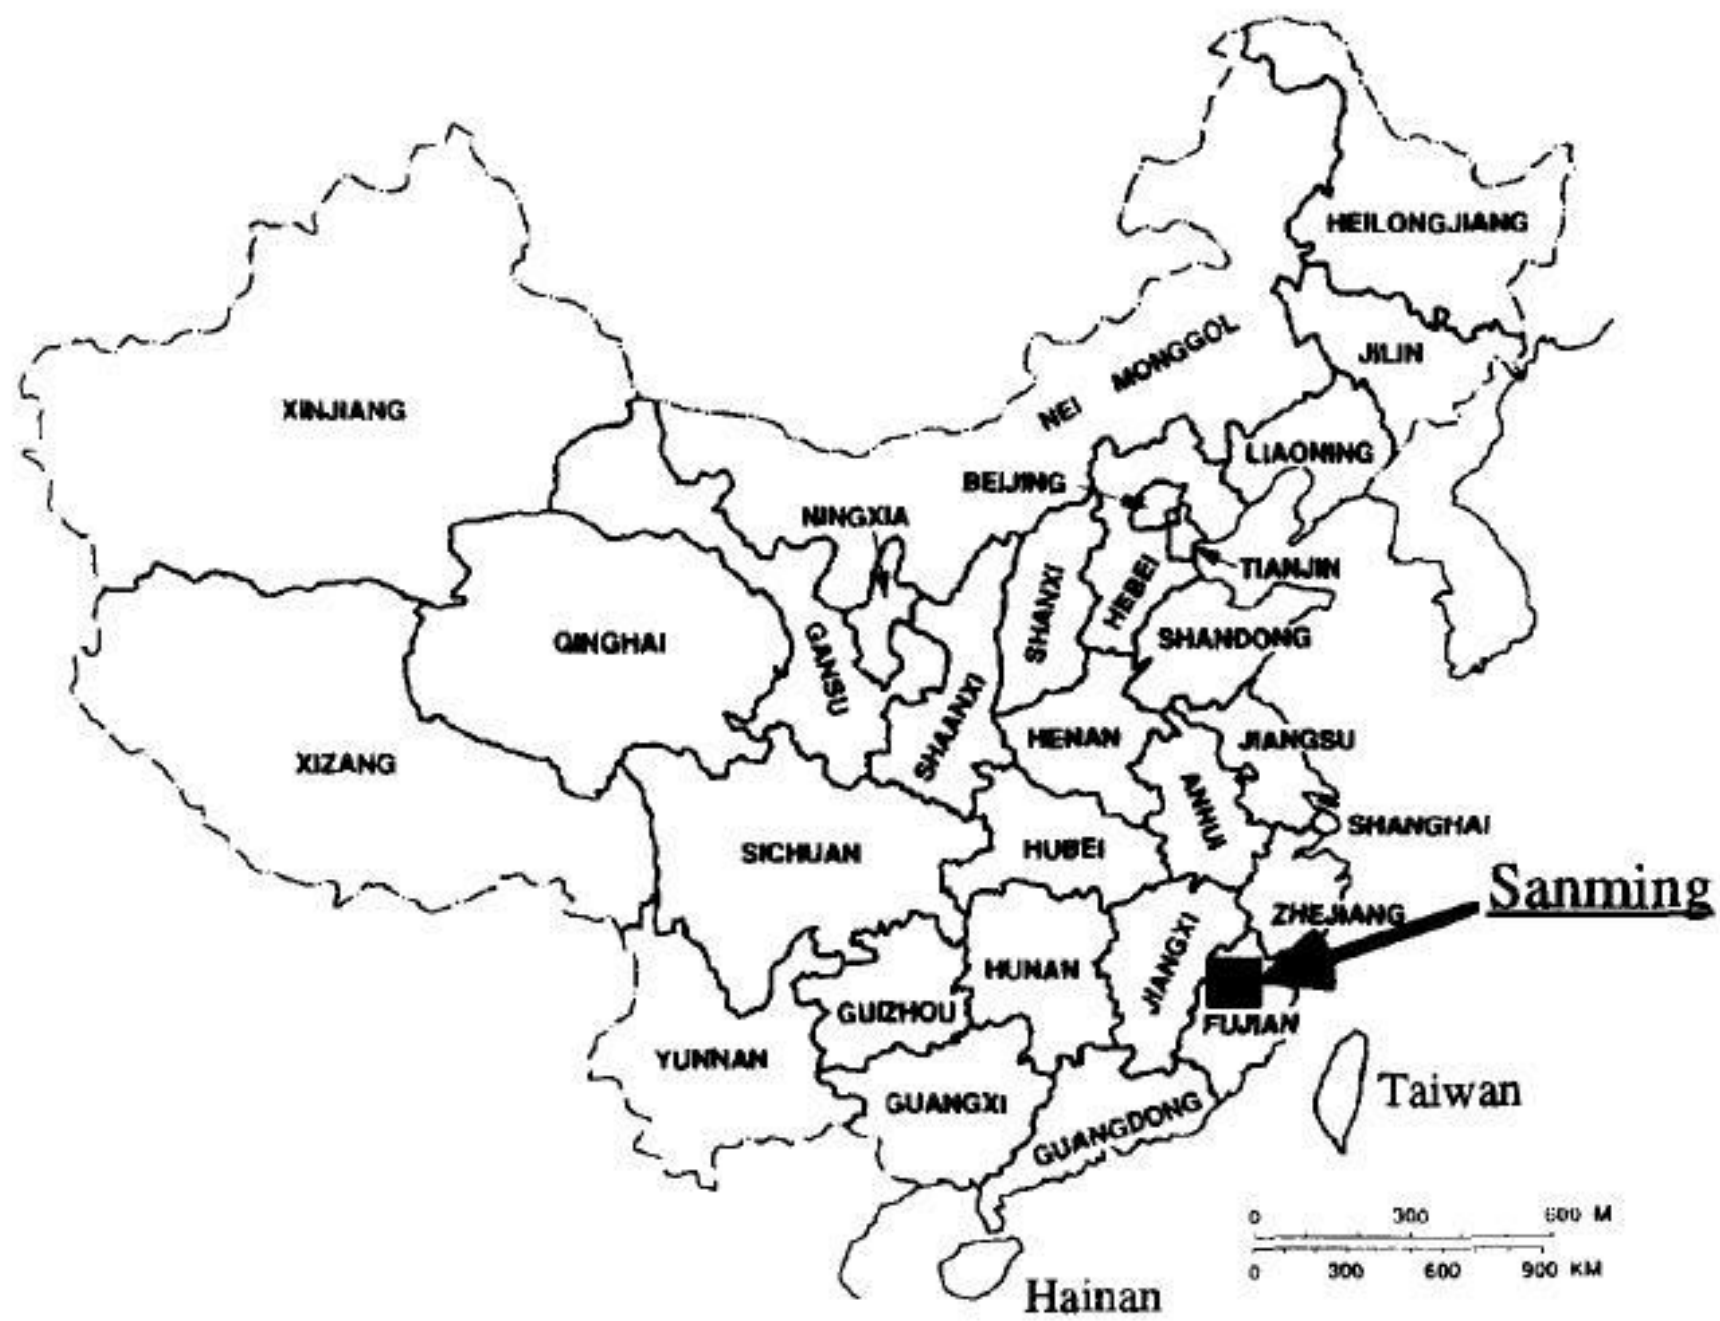 HEILONGJIANG
JILIN
NEI MONGGOL
XINJIANG
LIAONING
BEIJING
NINGXIA
TIANJIN
HEBEI
SHANXI
SHANDONG
QINGHAI
GANSU
SHAANXI
HENAN
JIANGSU
XIZANG
ANHUI
SHANGHAI
SICHUAN
HUBEI
Sanming
ZHEJIANG
JIANGXI
HUNAN
GUIZHOU
FUJIAN
YUNNAN
Taiwan
GUANGXI
GUANGDONG
0 300 600 M
0 300 600 900 KM
Hainan